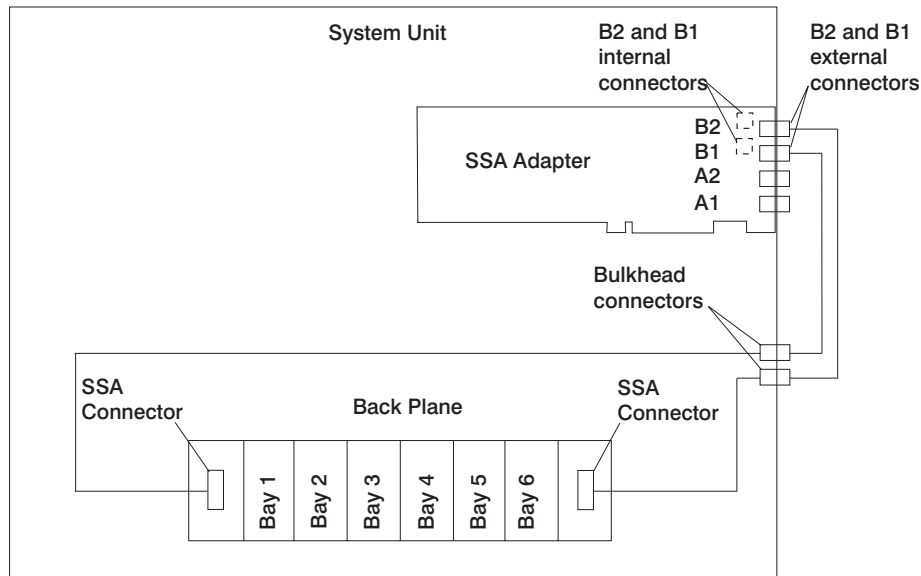 System Unit
B2 and B1
internal
connectors
B2 and B1
external
connectors
B2
B1
A2
A1
SSA Adapter
Bulkhead
connectors
SSA
Connector
Back Plane
SSA
Connector
Bay 1
Bay 2
Bay 3
Bay 4
Bay 5
Bay 6